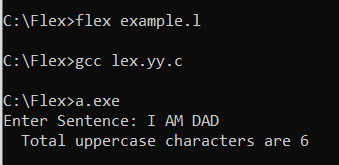 C:\Flex>flex example.l
C:\Flex>gcc lex.yy.c
C:\Flex>a.exe
Enter Sentence: I AM DAD
  Total uppercase characters are 6